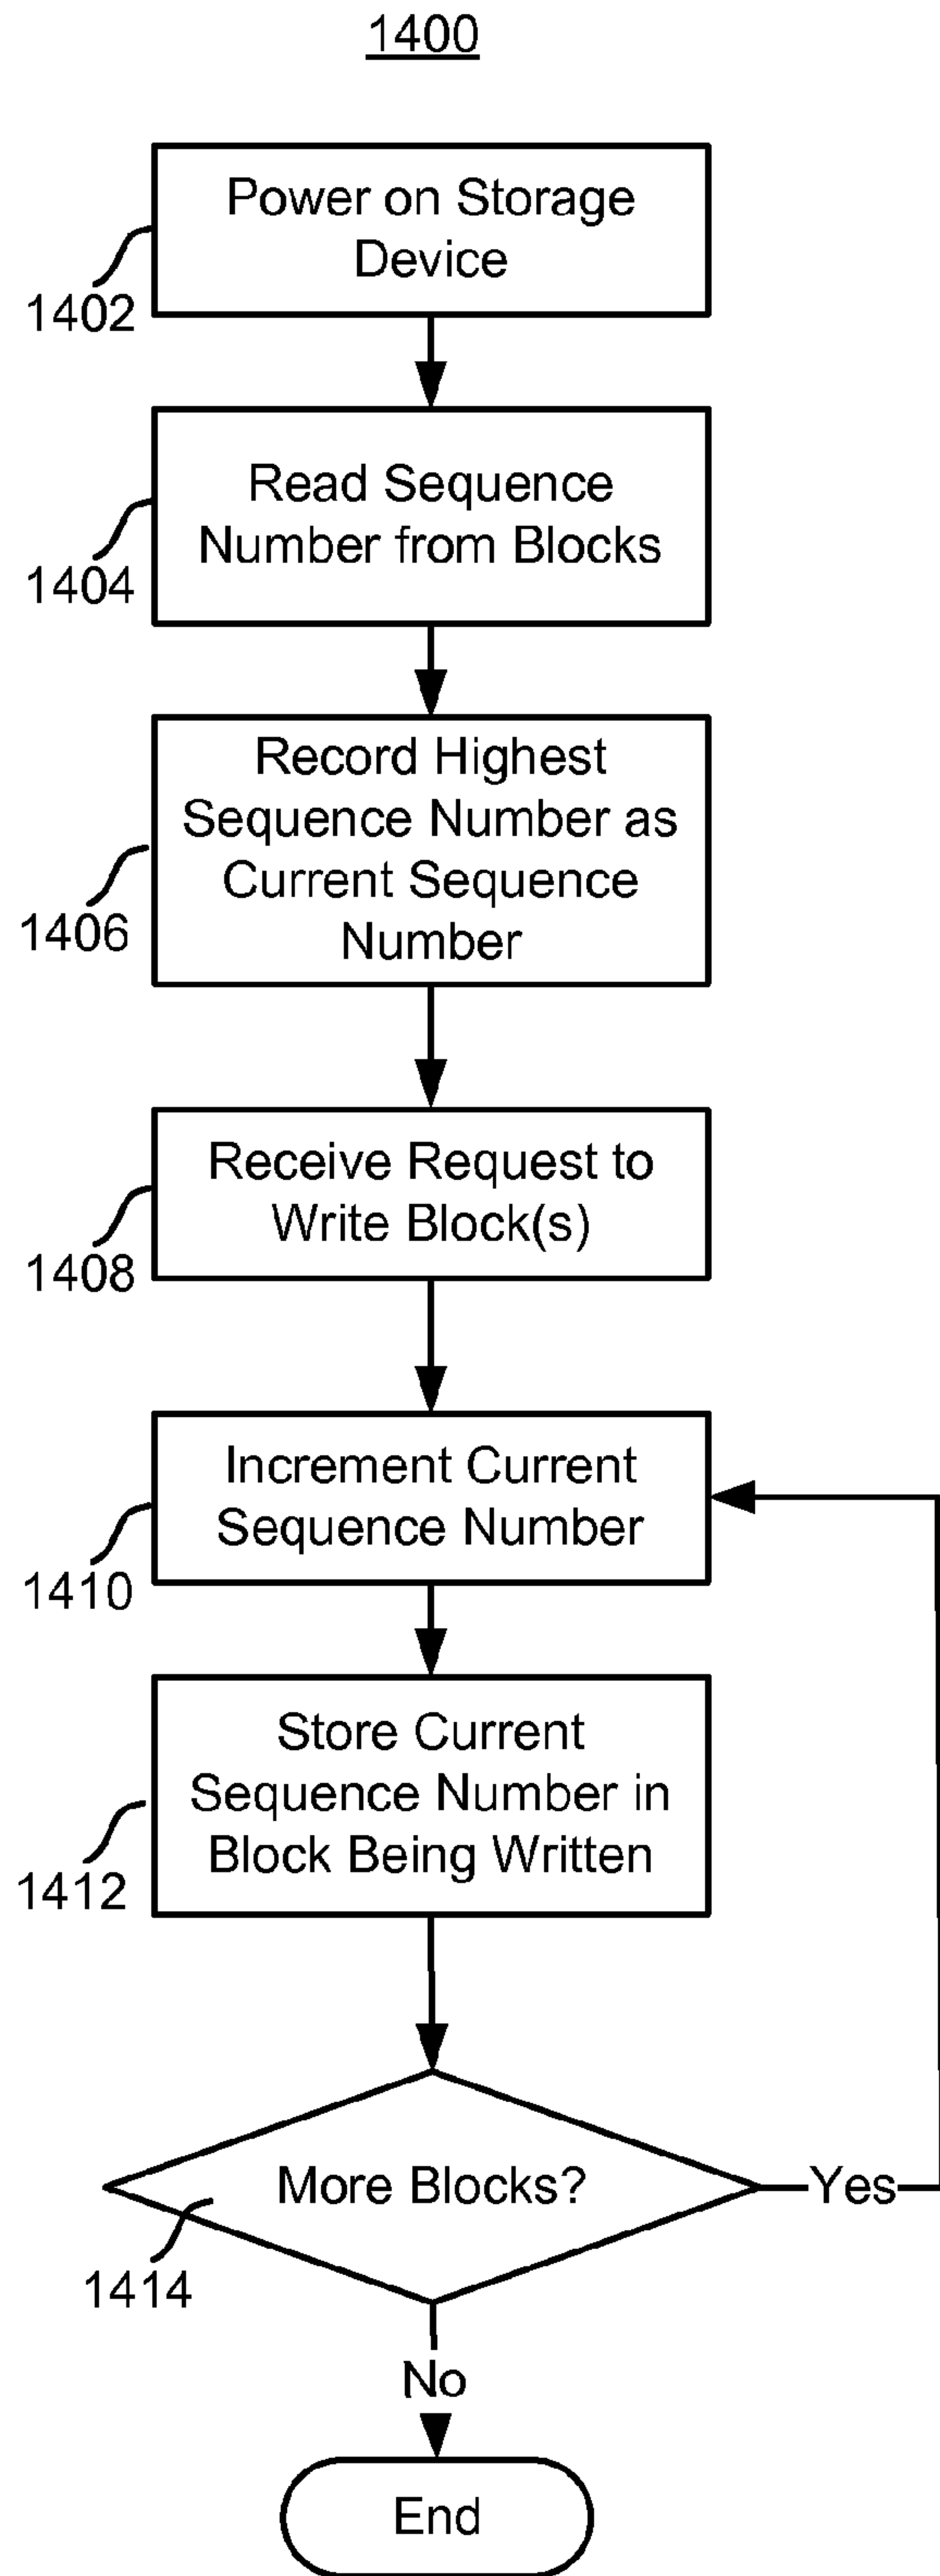 1400
Power on Storage
Device
1402
Read Sequence
Number from Blocks
1404
Record Highest
Sequence Number as
Current Sequence
Number
1406
Receive Request to
Write Block(s)
1408
Increment Current
Sequence Number
1410
Store Current
Sequence Number in
Block Being Written
1412
More Blocks?
Yes
1414
No
End